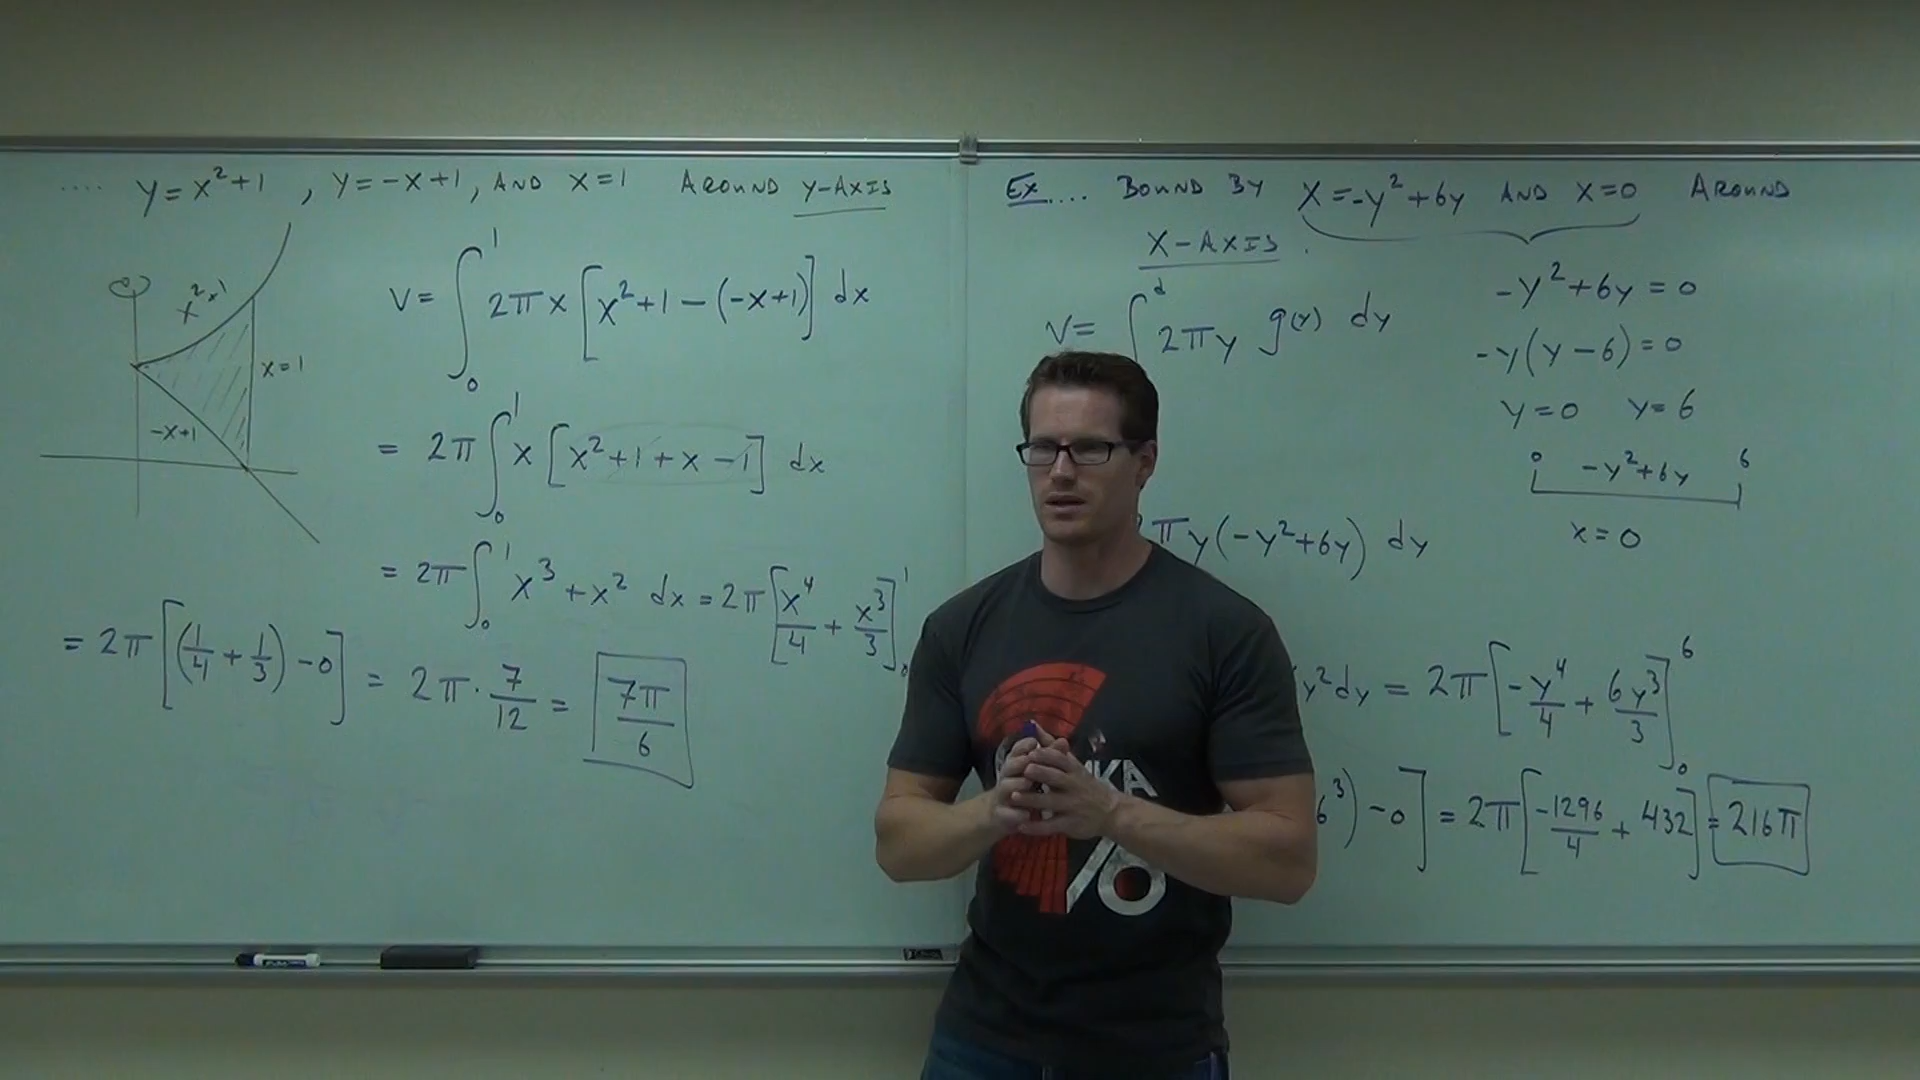 .... y = x²+1 , y = -x+1, AND x=1 AROUND Y-AXIS
x²+1
x=1
-x+1
V= ∫₀¹ 2πx [x²+1 - (-x+1)] dx
= 2π ∫₀¹ x [x²+1+x-1] dx
= 2π ∫₀¹ x³+x² dx = 2π [x⁴/4 + x³/3]₀¹
= 2π [(1/4 + 1/3) - 0] = 2π · 7/12 = 7π/6
Ex.... BOUND BY x = -y²+6y AND x=0 AROUND
X-AXIS.
V= ∫ᵈ 2πy g(y) dy
-y²+6y = 0
-y(y-6) = 0
y=0 y=6
0 -y²+6y 6
x=0
πy(-y²+6y) dy
y²dy = 2π [-y⁴/4 + 6y³/3]₀⁶
6³) - 0] = 2π [-1296/4 + 432] = 216π